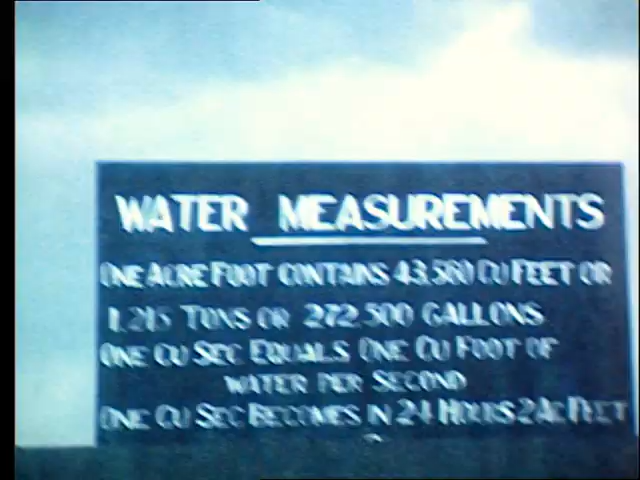 WATER MEASUREMENTS
ONE ACRE FOOT CONTAINS 43,560 CU FEET OR
1,215 TONS OR 272,500 GALLONS
ONE CU SEC EQUALS ONE CU FOOT OF
WATER PER SECOND
ONE CU SEC BECOMES IN 24 HOURS 2 AC FEET